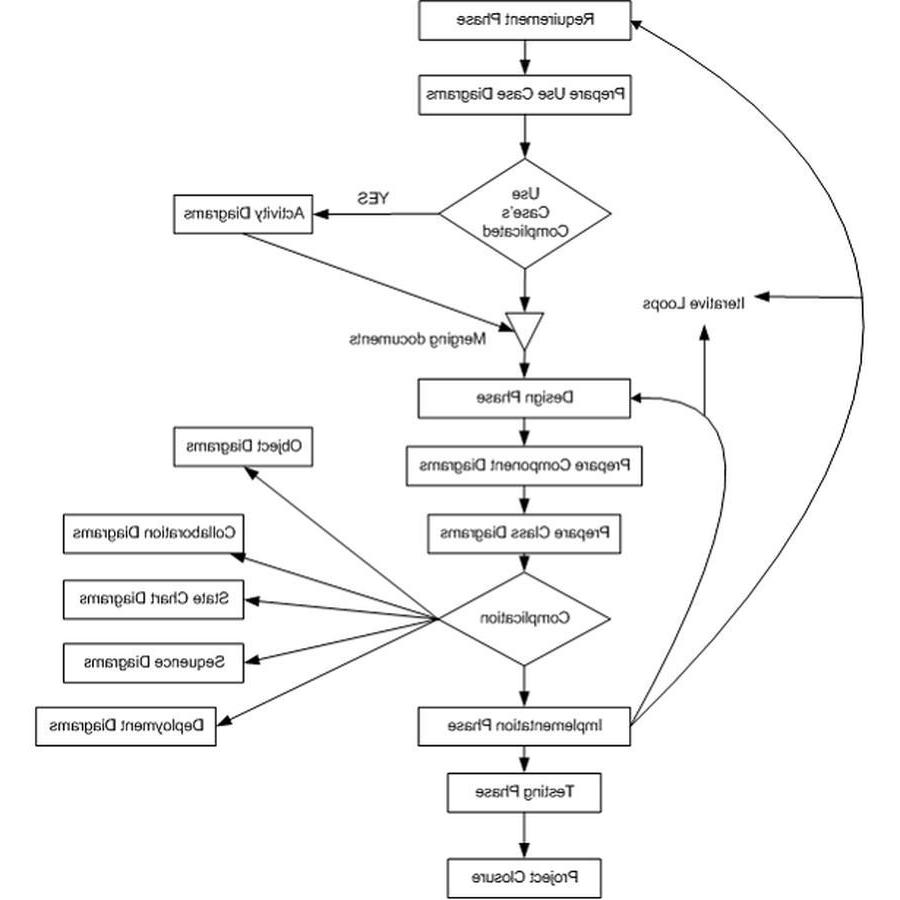 Requirement Phase
Prepare Use Case Diagrams
Use
Case's
Complicated
YES
Activity Diagrams
Iterative Loops
Merging documents
Design Phase
Object Diagrams
Prepare Component Diagrams
Collaboration Diagrams
Prepare Class Diagrams
State Chart Diagrams
Complication
Sequence Diagrams
Deployment Diagrams
Implementation Phase
Testing Phase
Project Closure